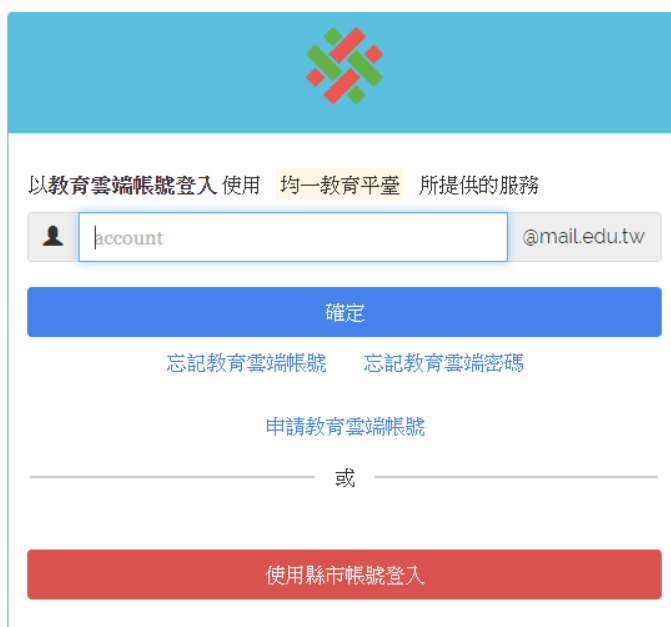 以教育雲端帳號登入 使用 均一教育平臺 所提供的服務
account @mail.edu.tw
確定
忘記教育雲端帳號 忘記教育雲端密碼
申請教育雲端帳號
或
使用縣市帳號登入